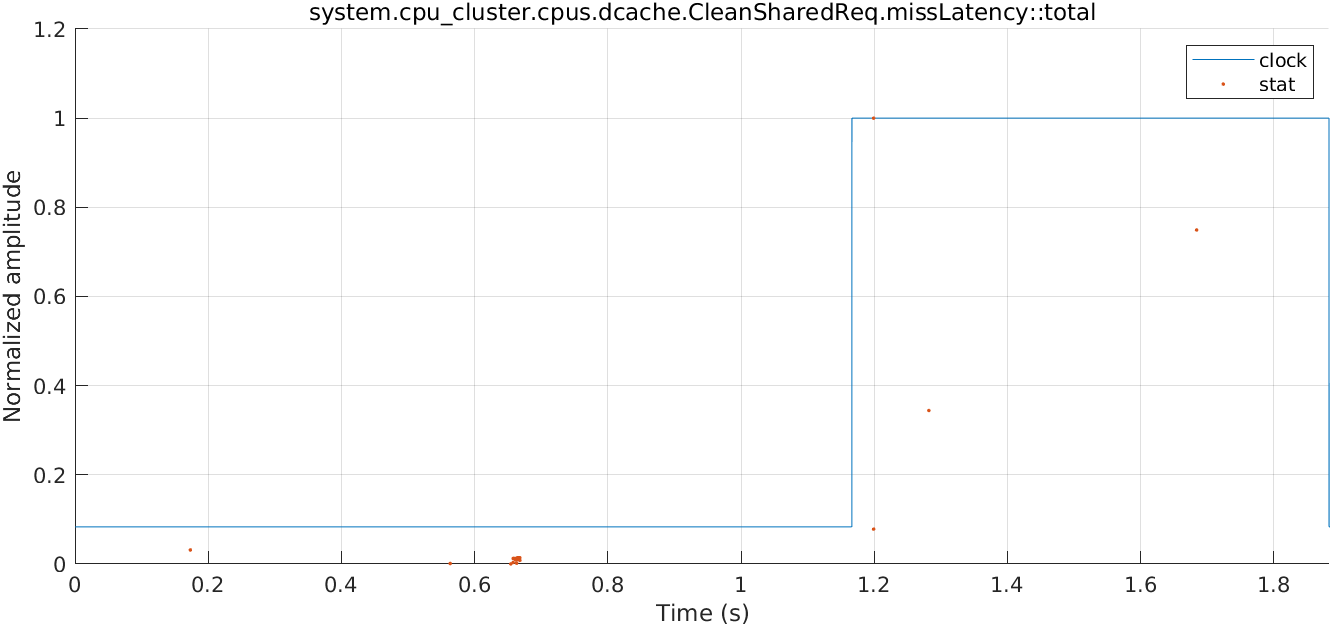 system.cpu_cluster.cpus.dcache.CleanSharedReq.missLatency::total
1.2
1
0.8
0.6
0.4
0.2
0
Normalized amplitude
clock
stat
0 0.2 0.4 0.6 0.8 1 1.2 1.4 1.6 1.8
Time (s)